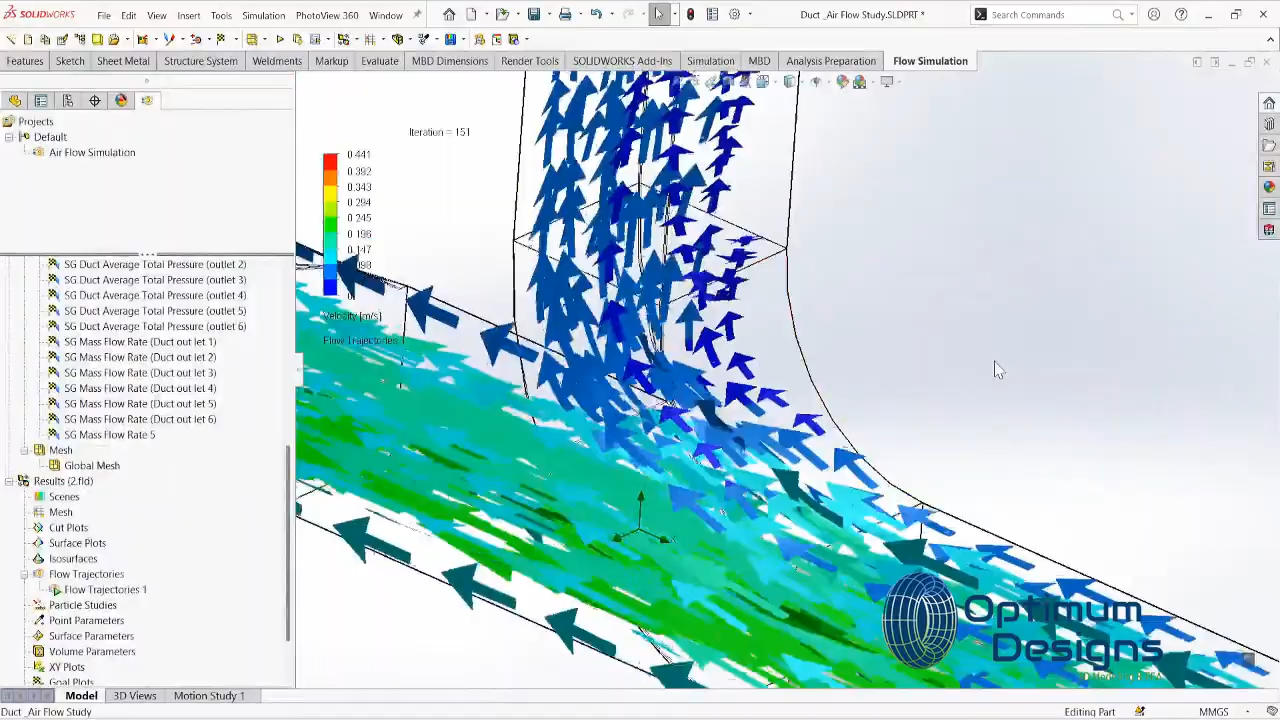 SOLIDWORKS File Edit View Insert Tools Simulation PhotoView 360 Window
Duct _Air Flow Study.SLDPRT *
Search Commands
Features Sketch Sheet Metal Structure System Weldments Markup Evaluate MBD Dimensions Render Tools SOLIDWORKS Add-Ins Simulation MBD Analysis Preparation Flow Simulation
Projects
Default
Air Flow Simulation
SG Duct Average Total Pressure (outlet 2)
SG Duct Average Total Pressure (outlet 3)
SG Duct Average Total Pressure (outlet 4)
SG Duct Average Total Pressure (outlet 5)
SG Duct Average Total Pressure (outlet 6)
SG Mass Flow Rate (Duct out let 1)
SG Mass Flow Rate (Duct out let 2)
SG Mass Flow Rate (Duct out let 3)
SG Mass Flow Rate (Duct out let 4)
SG Mass Flow Rate (Duct out let 5)
SG Mass Flow Rate (Duct out let 6)
SG Mass Flow Rate 5
Mesh
Global Mesh
Results (2.fld)
Scenes
Mesh
Cut Plots
Surface Plots
Isosurfaces
Flow Trajectories
Flow Trajectories 1
Particle Studies
Point Parameters
Surface Parameters
Volume Parameters
XY Plots
Goal Plots
Iteration = 151
0.441
0.392
0.343
0.294
0.245
0.196
0.147
Velocity [m/s]
Flow Trajectories 1
Optimum
Designs
Model 3D Views Motion Study 1
Duct _Air Flow Study
Editing Part
MMGS